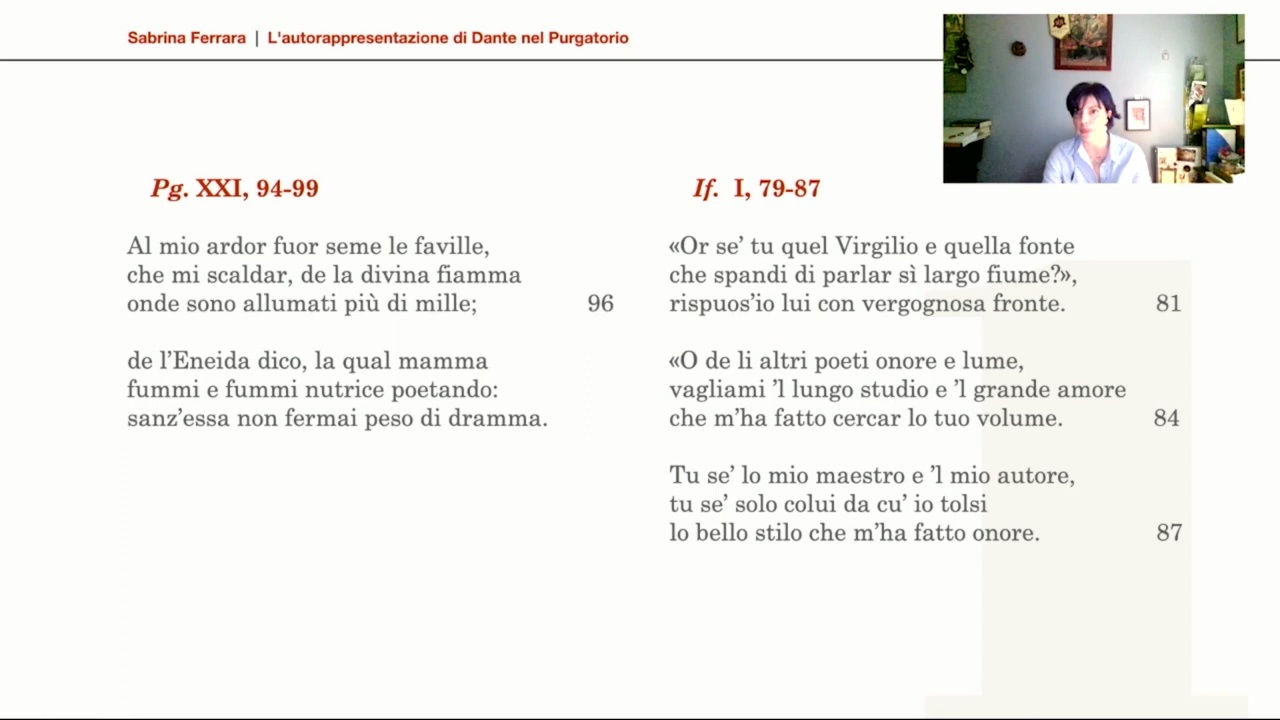 Sabrina Ferrara | L'autorappresentazione di Dante nel Purgatorio
Pg. XXI, 94-99
Al mio ardor fuor seme le faville,
che mi scaldar, de la divina fiamma
onde sono allumati più di mille; 96
de l’Eneida dico, la qual mamma
fummi e fummi nutrice poetando:
sanz’essa non fermai peso di dramma.
If. I, 79-87
«Or se’ tu quel Virgilio e quella fonte
che spandi di parlar sì largo fiume?»,
rispuos’io lui con vergognosa fronte. 81
«O de li altri poeti onore e lume,
vagliami ’l lungo studio e ’l grande amore
che m’ha fatto cercar lo tuo volume. 84
Tu se’ lo mio maestro e ’l mio autore,
tu se’ solo colui da cu’ io tolsi
lo bello stilo che m’ha fatto onore. 87